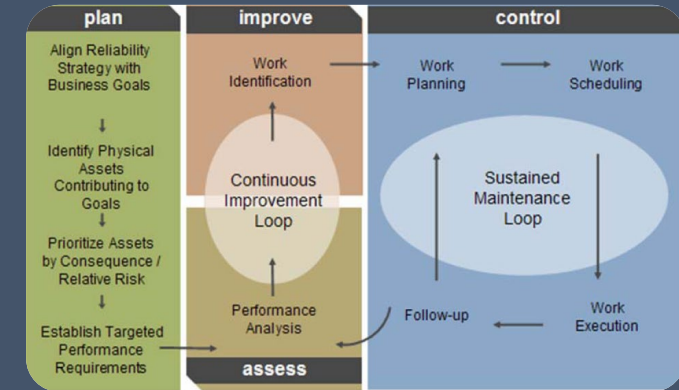 plan
Align Reliability
Strategy with
Business Goals
Identify Physical
Assets
Contributing to
Goals
Prioritize Assets
by Consequence /
Relative Risk
Establish Targeted
Performance
Requirements
improve
Work
Identification
Continuous
Improvement
Loop
Performance
Analysis
assess
control
Work
Planning
Work
Scheduling
Sustained
Maintenance
Loop
Follow-up
Work
Execution